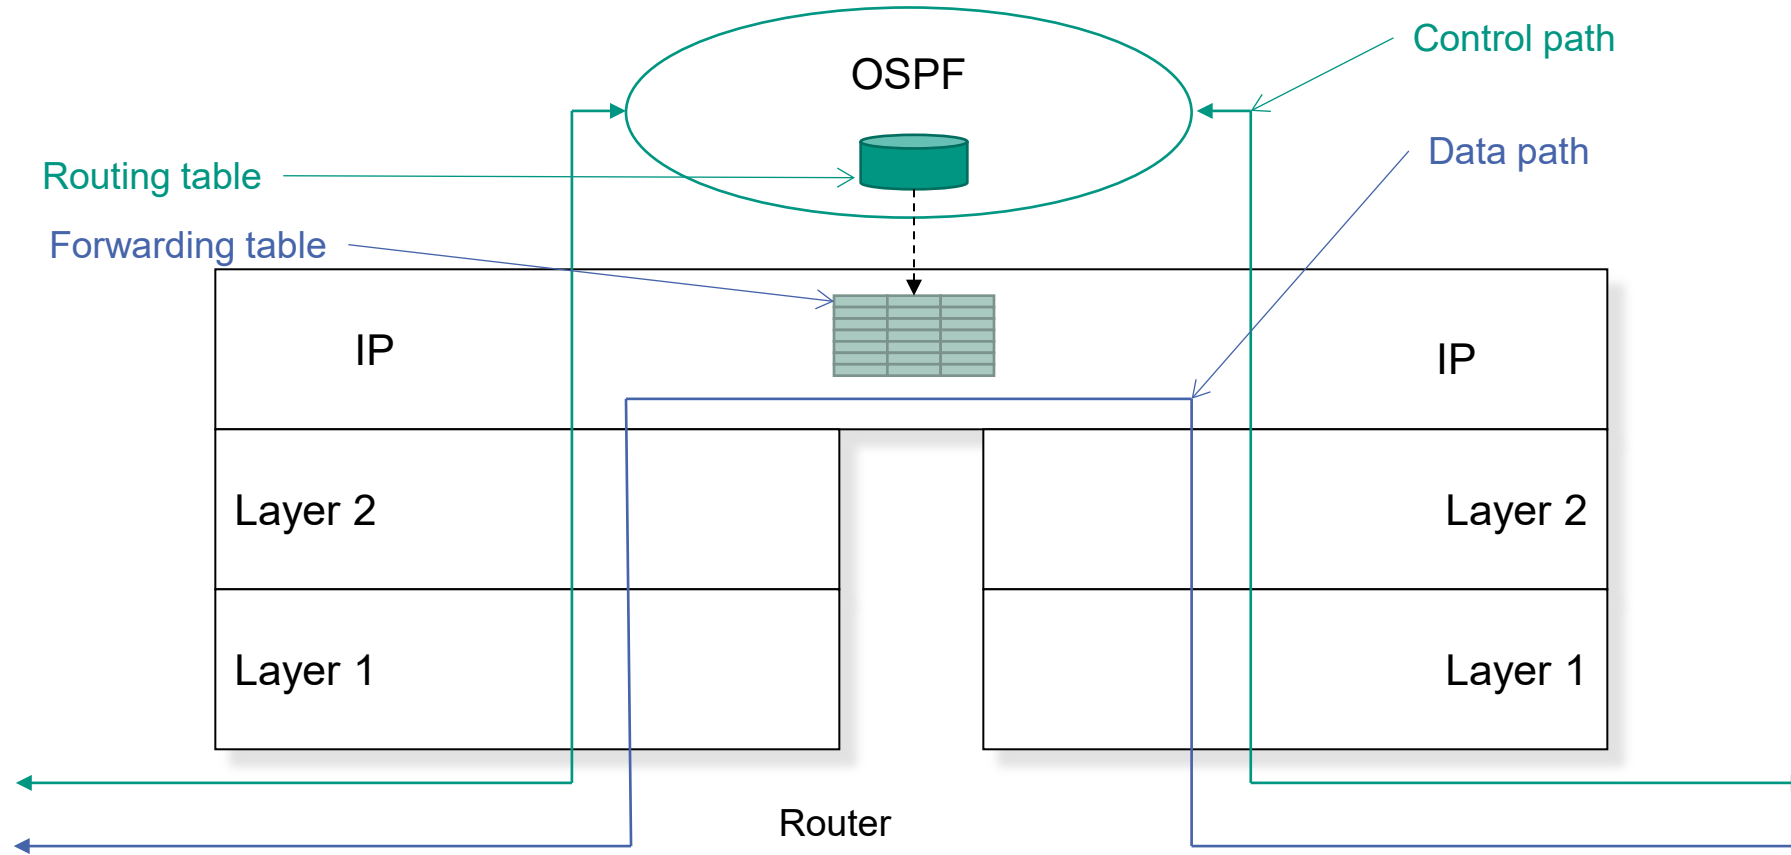 Control path
OSPF
Data path
Routing table
Forwarding table
IP
IP
Layer 2
Layer 2
Layer 1
Layer 1
Router